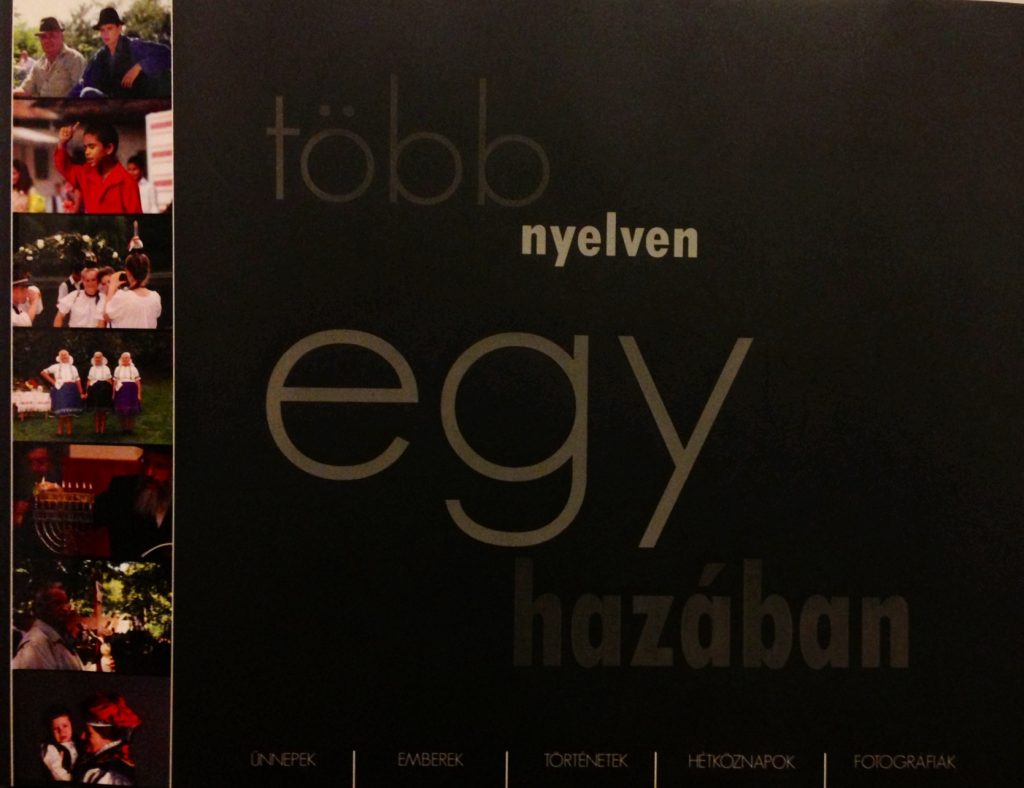 több
nyelven
egy
hazában
ÜNNEPEK | EMBEREK | TÖRTÉNETEK | HÉTKÖZNAPOK | FOTOGRÁFIÁK